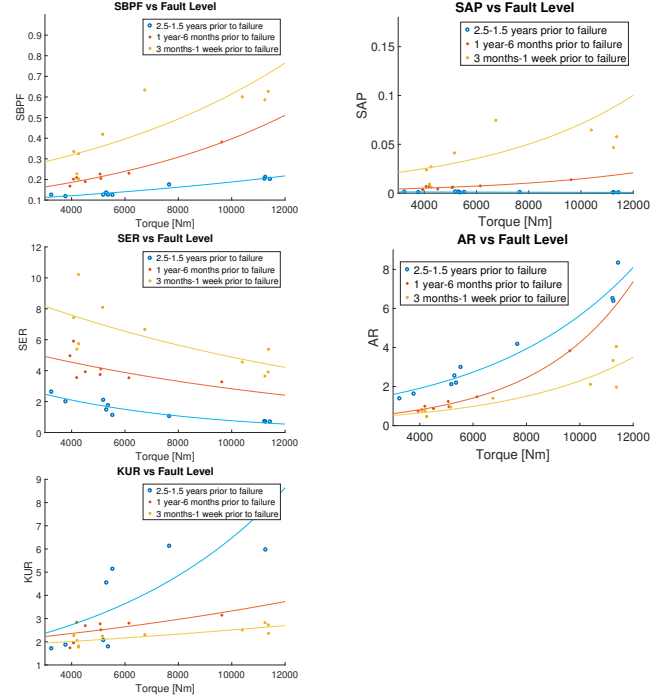 SBPF vs Fault Level
2.5-1.5 years prior to failure
1 year-6 months prior to failure
3 months-1 week prior to failure
SBPF
0.1
0.2
0.3
0.4
0.5
0.6
0.7
0.8
0.9
1
4000 6000 8000 10000 12000
Torque [Nm]
SAP vs Fault Level
2.5-1.5 years prior to failure
1 year-6 months prior to failure
3 months-1 week prior to failure
SAP
0
0.05
0.1
0.15
4000 6000 8000 10000 12000
Torque [Nm]
SER vs Fault Level
2.5-1.5 years prior to failure
1 year-6 months prior to failure
3 months-1 week prior to failure
SER
0
2
4
6
8
10
12
4000 6000 8000 10000 12000
Torque [Nm]
AR vs Fault Level
2.5-1.5 years prior to failure
1 year-6 months prior to failure
3 months-1 week prior to failure
AR
0
2
4
6
8
4000 6000 8000 10000 12000
Torque [Nm]
KUR vs Fault Level
2.5-1.5 years prior to failure
1 year-6 months prior to failure
3 months-1 week prior to failure
KUR
1
2
3
4
5
6
7
8
9
4000 6000 8000 10000 12000
Torque [Nm]